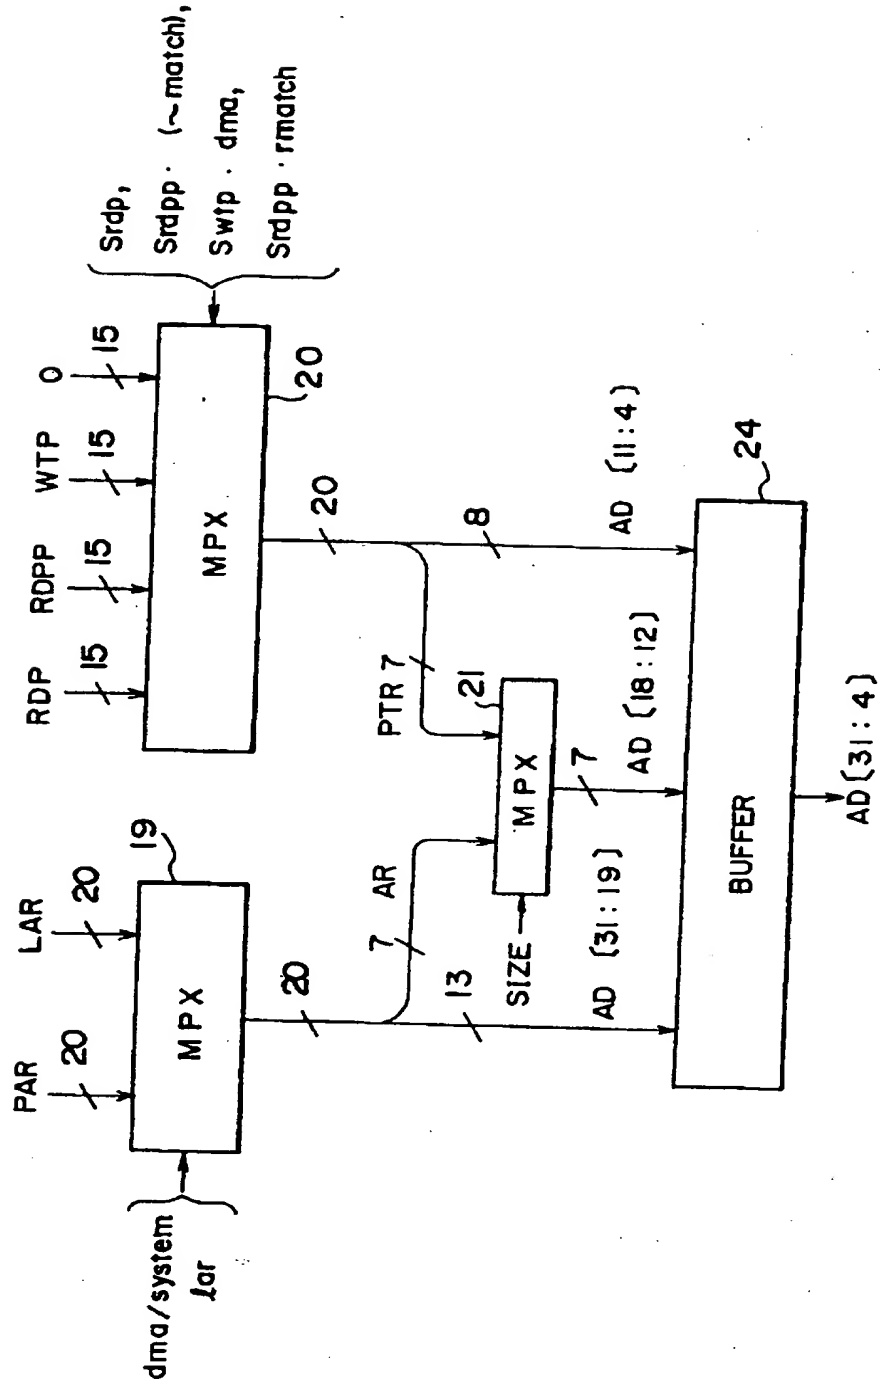 PAR
LAR
RDP
RDPP
WTP
0
20
20
15
15
15
15
19
dma/system
lar
MPX
MPX
Srdp,
Srdpp · (~match),
Swtp · dma,
Srdpp · rmatch
20
20
20
7
AR
PTR 7
13
8
21
SIZE
MPX
7
AD [31:19]
AD [18:12]
AD [11:4]
24
BUFFER
AD[31:4]